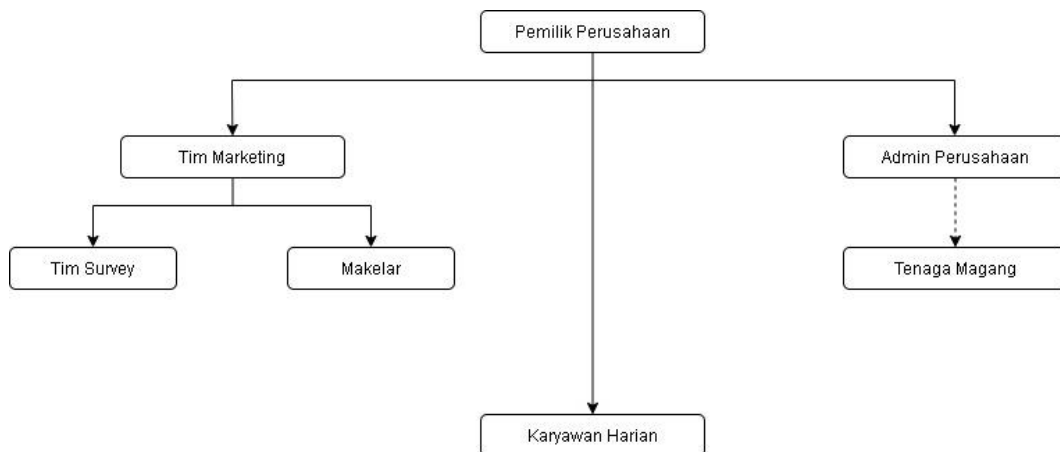 Pemilik Perusahaan
Tim Marketing
Admin Perusahaan
Tim Survey
Makelar
Tenaga Magang
Karyawan Harian